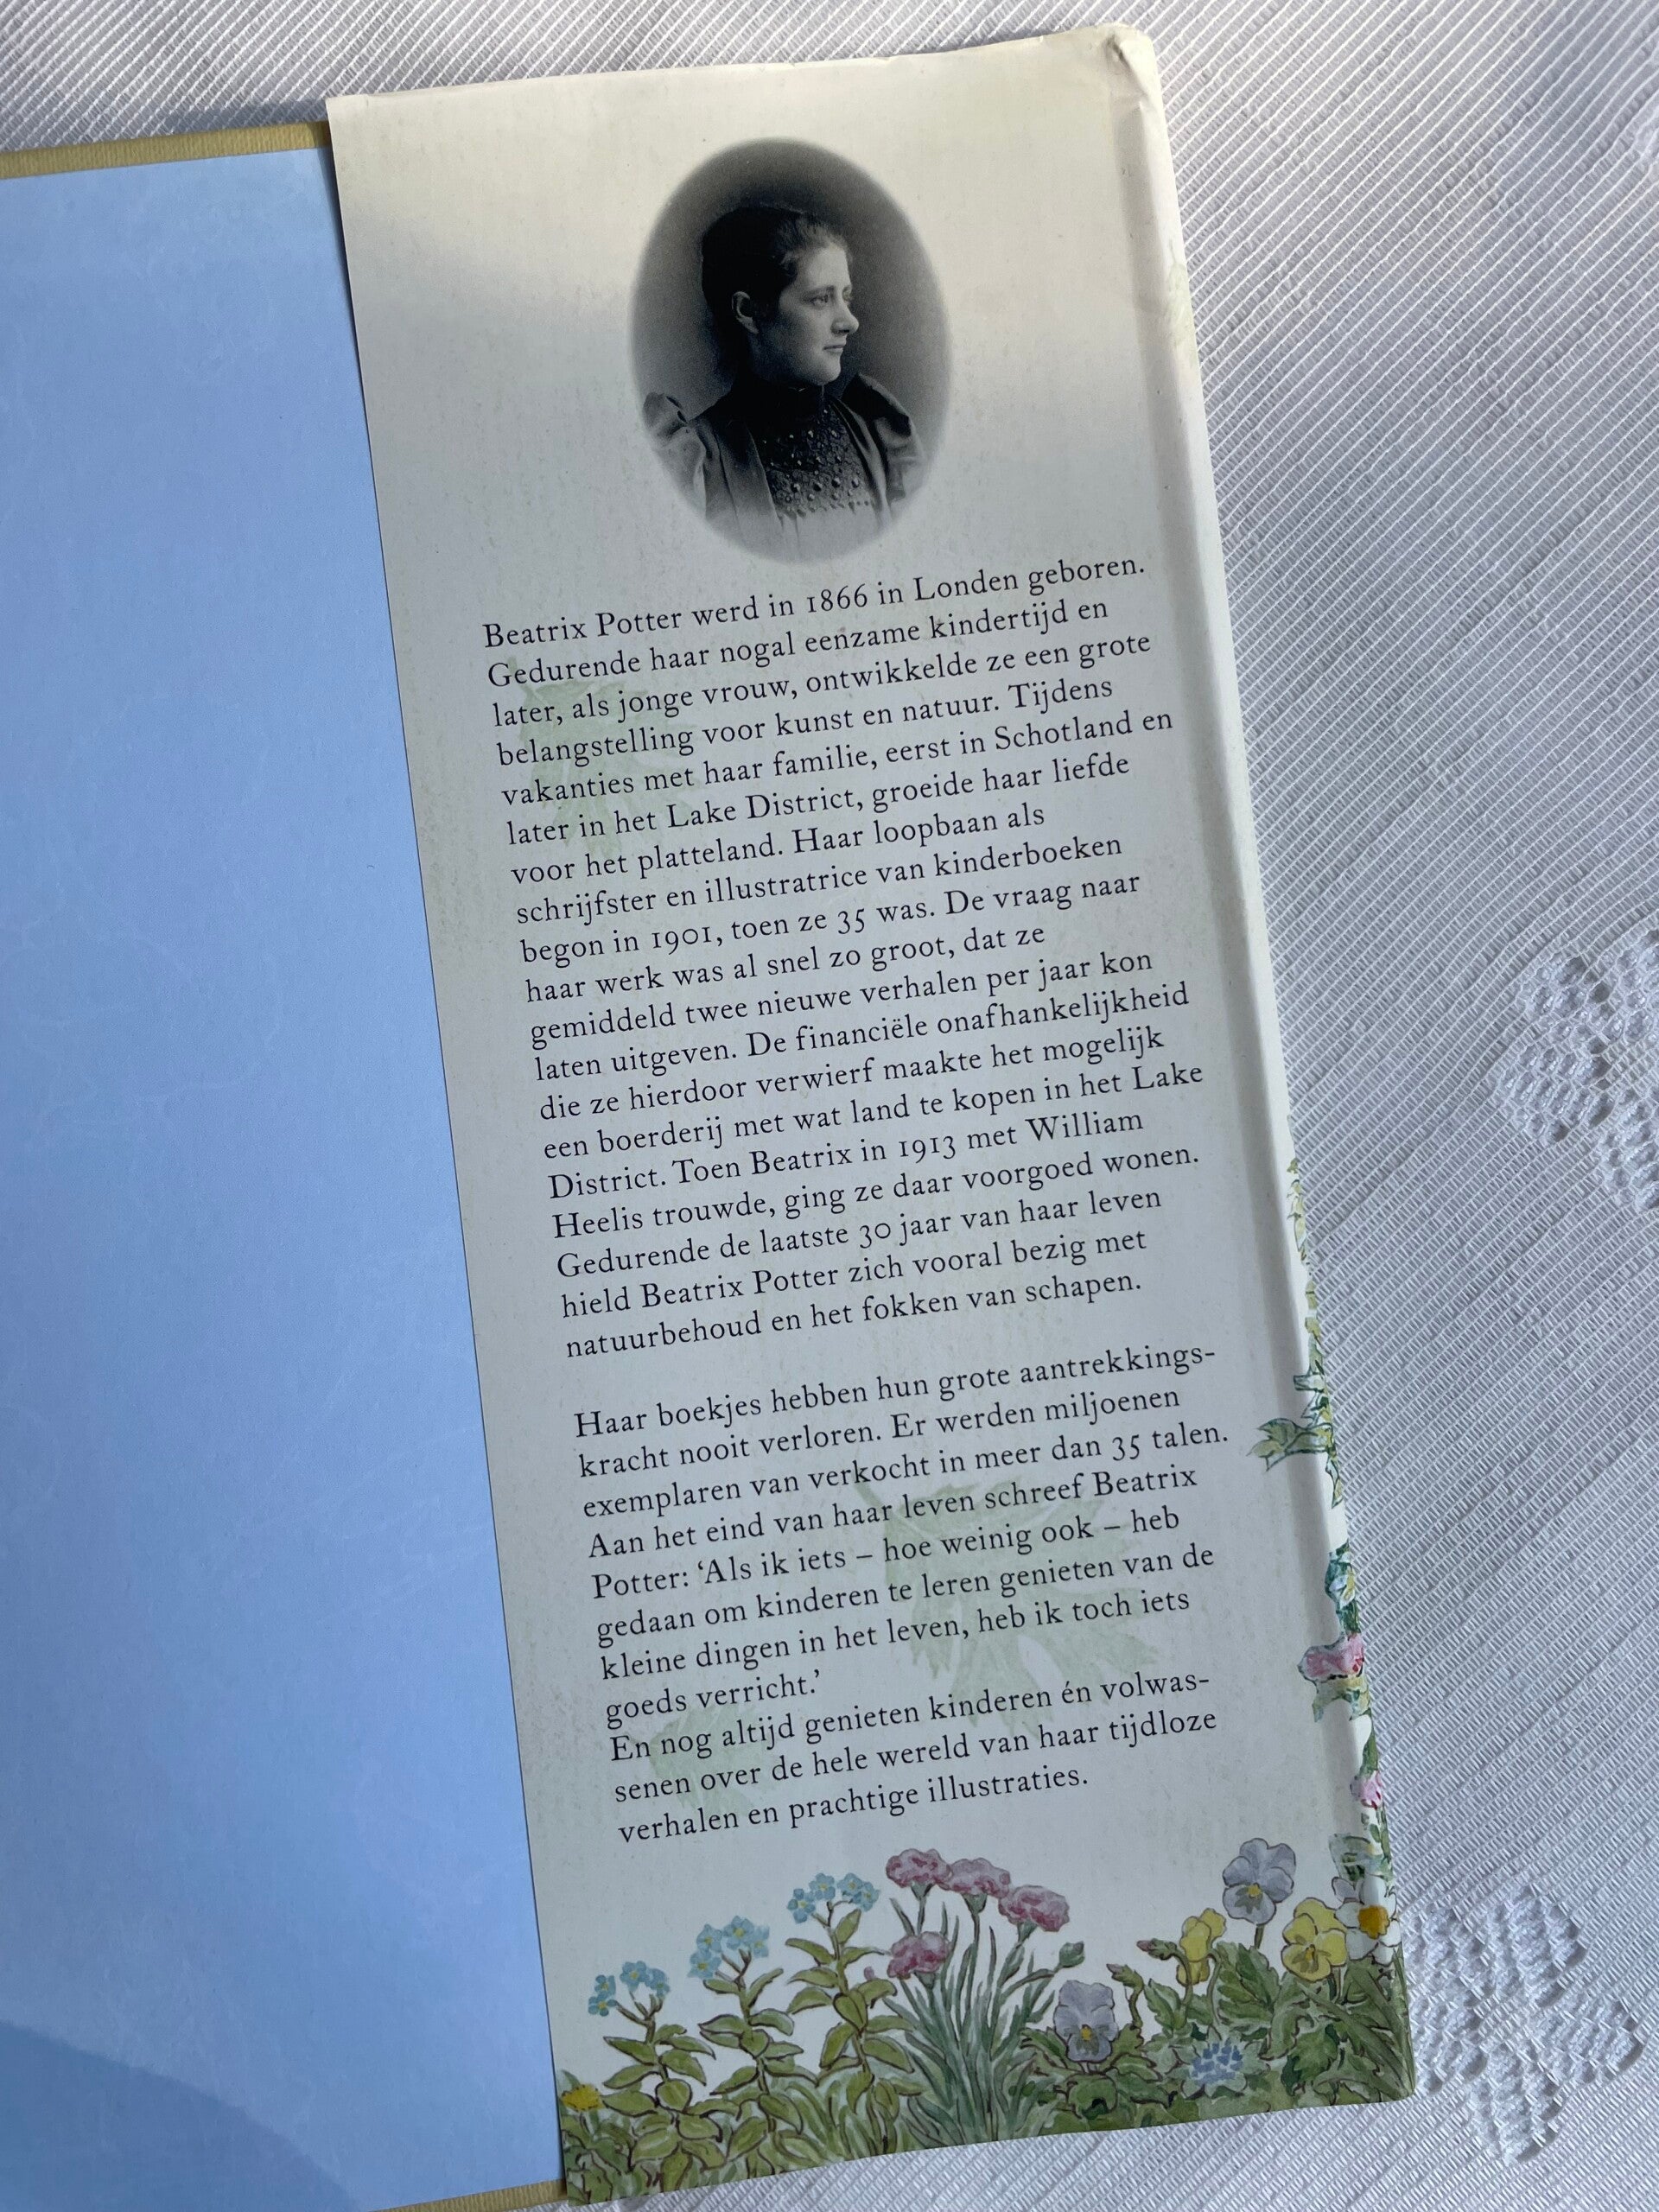 Beatrix Potter werd in 1866 in Londen geboren.
Gedurende haar nogal eenzame kindertijd en
later, als jonge vrouw, ontwikkelde ze een grote
belangstelling voor kunst en natuur. Tijdens
vakanties met haar familie, eerst in Schotland en
later in het Lake District, groeide haar liefde
voor het platteland. Haar loopbaan als
schrijfster en illustratrice van kinderboeken
begon in 1901, toen ze 35 was. De vraag naar
haar werk was al snel zo groot, dat ze
gemiddeld twee nieuwe verhalen per jaar kon
laten uitgeven. De financiële onafhankelijkheid
die ze hierdoor verwierf maakte het mogelijk
een boerderij met wat land te kopen in het Lake
District. Toen Beatrix in 1913 met William
Heelis trouwde, ging ze daar voorgoed wonen.
Gedurende de laatste 30 jaar van haar leven
hield Beatrix Potter zich vooral bezig met
natuurbehoud en het fokken van schapen.
Haar boekjes hebben hun grote aantrekkings-
kracht nooit verloren. Er werden miljoenen
exemplaren van verkocht in meer dan 35 talen.
Aan het eind van haar leven schreef Beatrix
Potter: ‘Als ik iets – hoe weinig ook – heb
gedaan om kinderen te leren genieten van de
kleine dingen in het leven, heb ik toch iets
goeds verricht.’
En nog altijd genieten kinderen én volwas-
senen over de hele wereld van haar tijdloze
verhalen en prachtige illustraties.